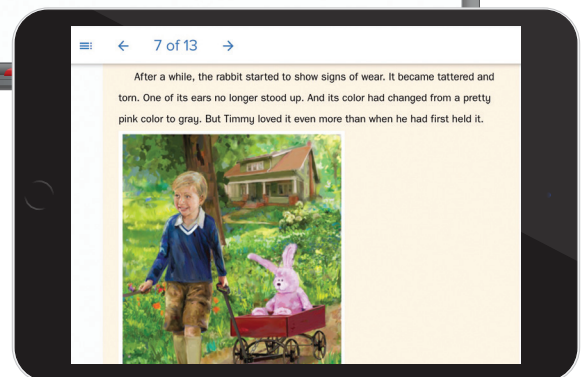 7 of 13
After a while, the rabbit started to show signs of wear. It became tattered and
torn. One of its ears no longer stood up. And its color had changed from a pretty
pink color to gray. But Timmy loved it even more than when he had first held it.